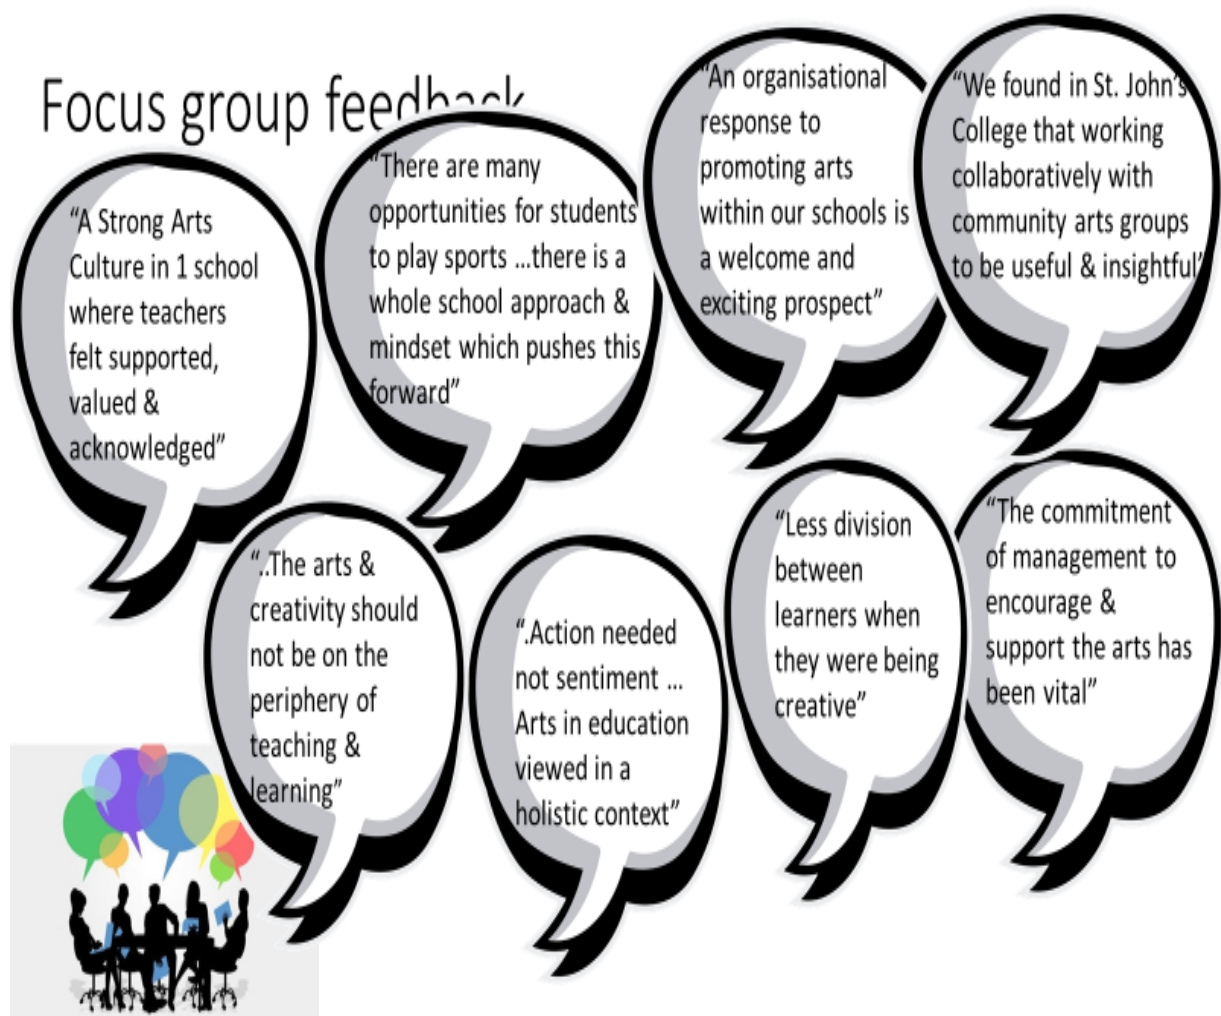 Focus group feedback
“A Strong Arts
Culture in 1 school
where teachers
felt supported,
valued &
acknowledged”
“There are many
opportunities for students
to play sports ...there is a
whole school approach &
mindset which pushes this
forward”
“An organisational
response to
promoting arts
within our schools is
a welcome and
exciting prospect”
“We found in St. John’s
College that working
collaboratively with
community arts groups
to be useful & insightful”
“..The arts &
creativity should
not be on the
periphery of
teaching &
learning”
“.Action needed
not sentiment ...
Arts in education
viewed in a
holistic context”
“Less division
between
learners when
they were being
creative”
“The commitment
of management to
encourage &
support the arts has
been vital”